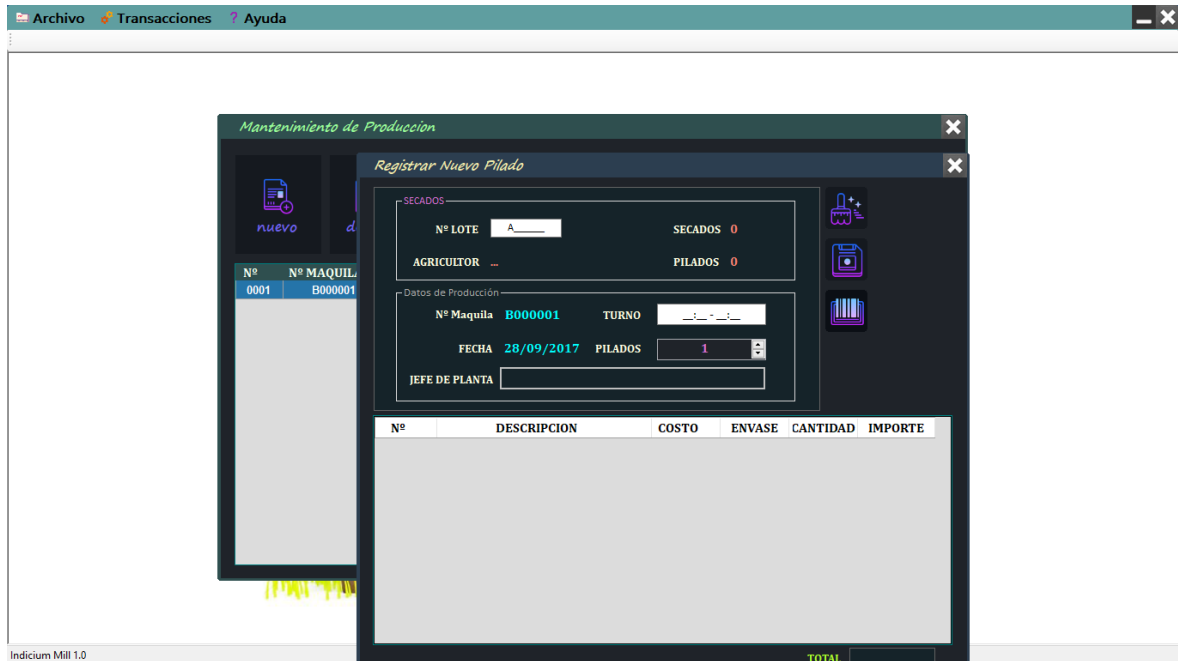 Archivo Transacciones ? Ayuda
Mantenimiento de Produccion
Registrar Nuevo Pilado
nuevo
SECADOS
Nº LOTE A______ SECADOS 0
AGRICULTOR ... PILADOS 0
Nº Nº MAQUIL
0001 B000001
Datos de Producción
Nº Maquila B000001 TURNO __:__ - __:__
FECHA 28/09/2017 PILADOS 1
JEFE DE PLANTA
Nº DESCRIPCION COSTO ENVASE CANTIDAD IMPORTE
TOTAL
Indicium Mill 1.0